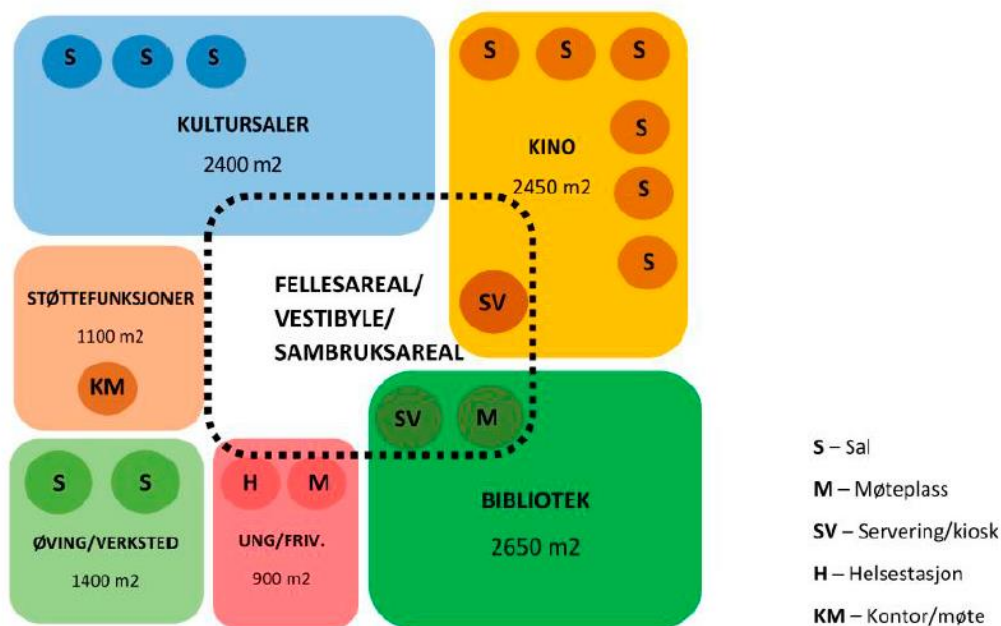 S S S
KULTURSALER
2400 m2
S S S
S
KINO
2450 m2
S
S
SV
FELLESAREAL/
VESTIBYLE/
SAMBRUKSAREAL
STØTTEFUNKSJONER
1100 m2
KM
SV M
BIBLIOTEK
2650 m2
S S
ØVING/VERKSTED
1400 m2
H M
UNG/FRIV.
900 m2
S – Sal
M – Møteplass
SV – Servering/kiosk
H – Helsestasjon
KM – Kontor/møte